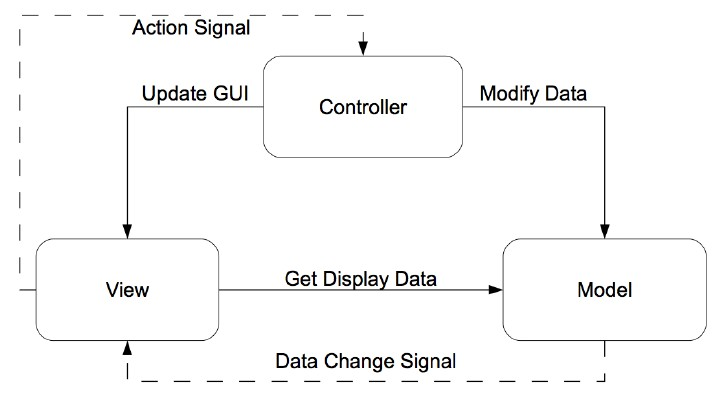 Action Signal
Update GUI
Controller
Modify Data
View
Get Display Data
Model
Data Change Signal